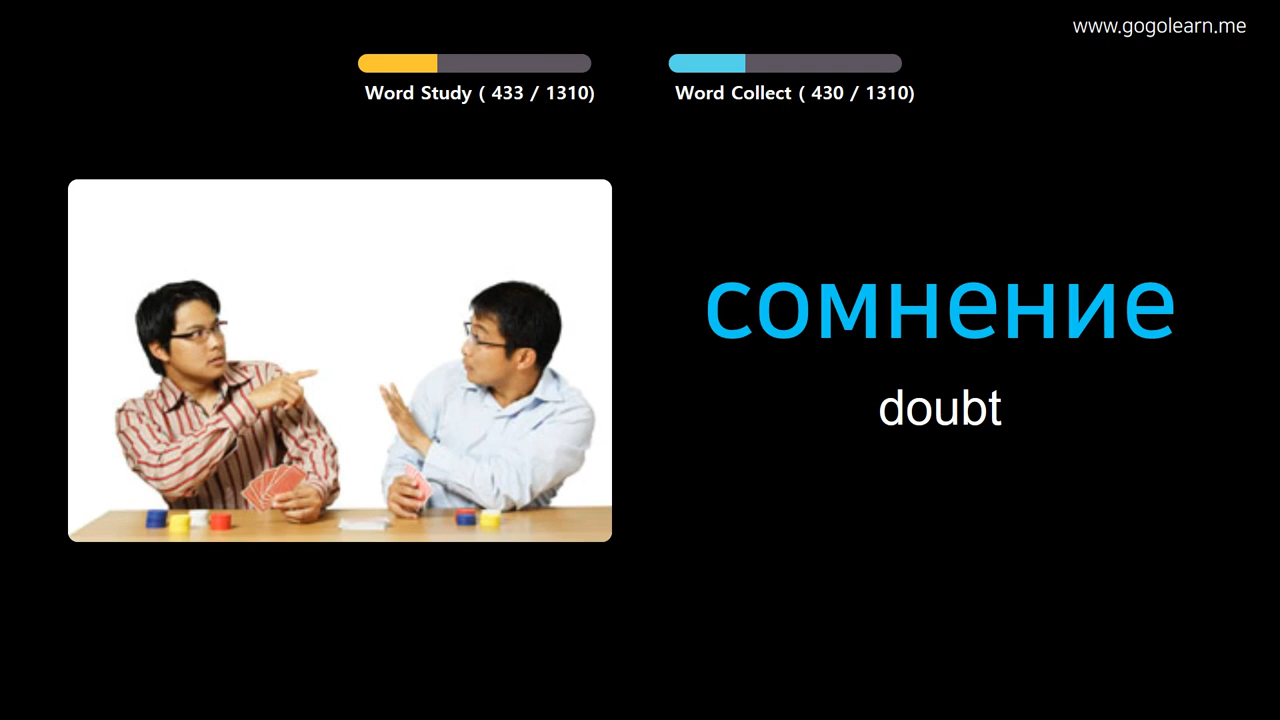 www.gogolearn.me
Word Study ( 433 / 1310)
Word Collect ( 430 / 1310)
сомнение
doubt